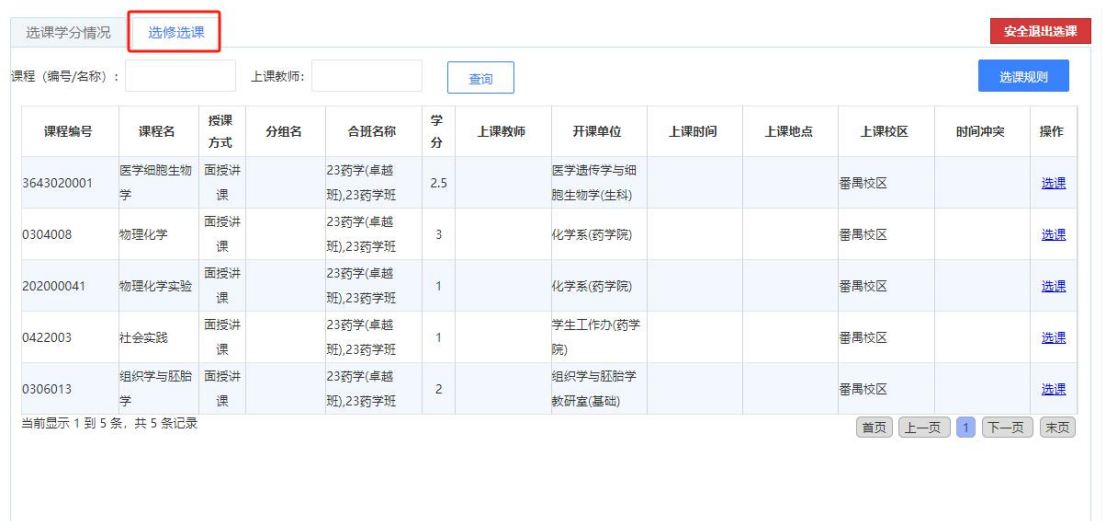 选课学分情况 选修选课 安全退出选课
课程（编号/名称）: 上课教师: 查询 选课规则
课程编号 课程名 授课方式 分组名 合班名称 学分 上课教师 开课单位 上课时间 上课地点 上课校区 时间冲突 操作
3643020001 医学细胞生物学 面授讲课 23药学(卓越班),23药学班 2.5 医学遗传学与细胞生物学(生科) 番禺校区 选课
0304008 物理化学 面授讲课 23药学(卓越班),23药学班 3 化学系(药学院) 番禺校区 选课
202000041 物理化学实验 面授讲课 23药学(卓越班),23药学班 1 化学系(药学院) 番禺校区 选课
0422003 社会实践 面授讲课 23药学(卓越班),23药学班 1 学生工作办(药学院) 番禺校区 选课
0306013 组织学与胚胎学 面授讲课 23药学(卓越班),23药学班 2 组织学与胚胎学教研室(基础) 番禺校区 选课
当前显示 1 到 5 条，共 5 条记录 首页 上一页 1 下一页 末页